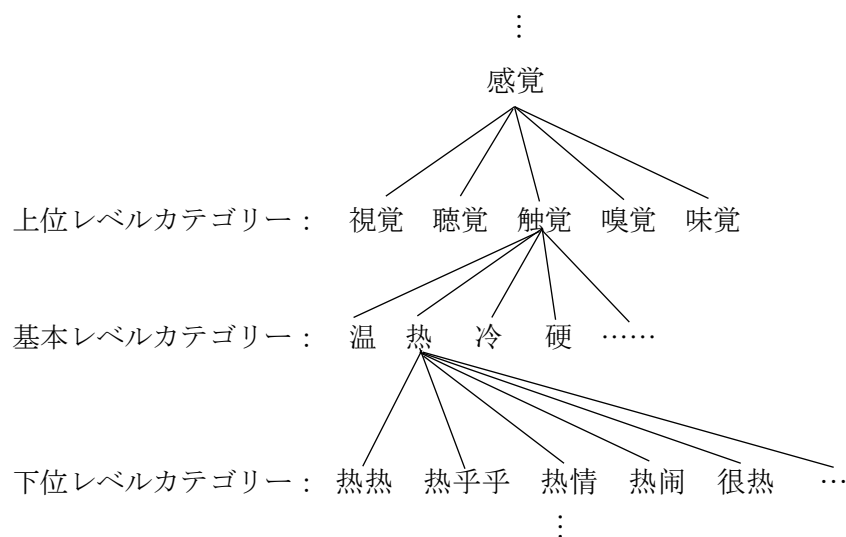 ⋮
感覚
上位レベルカテゴリー： 視覚 聴覚 触覚 嗅覚 味覚
基本レベルカテゴリー： 温 热 冷 硬 ……
下位レベルカテゴリー： 热热 热乎乎 热情 热闹 很热 …
⋮